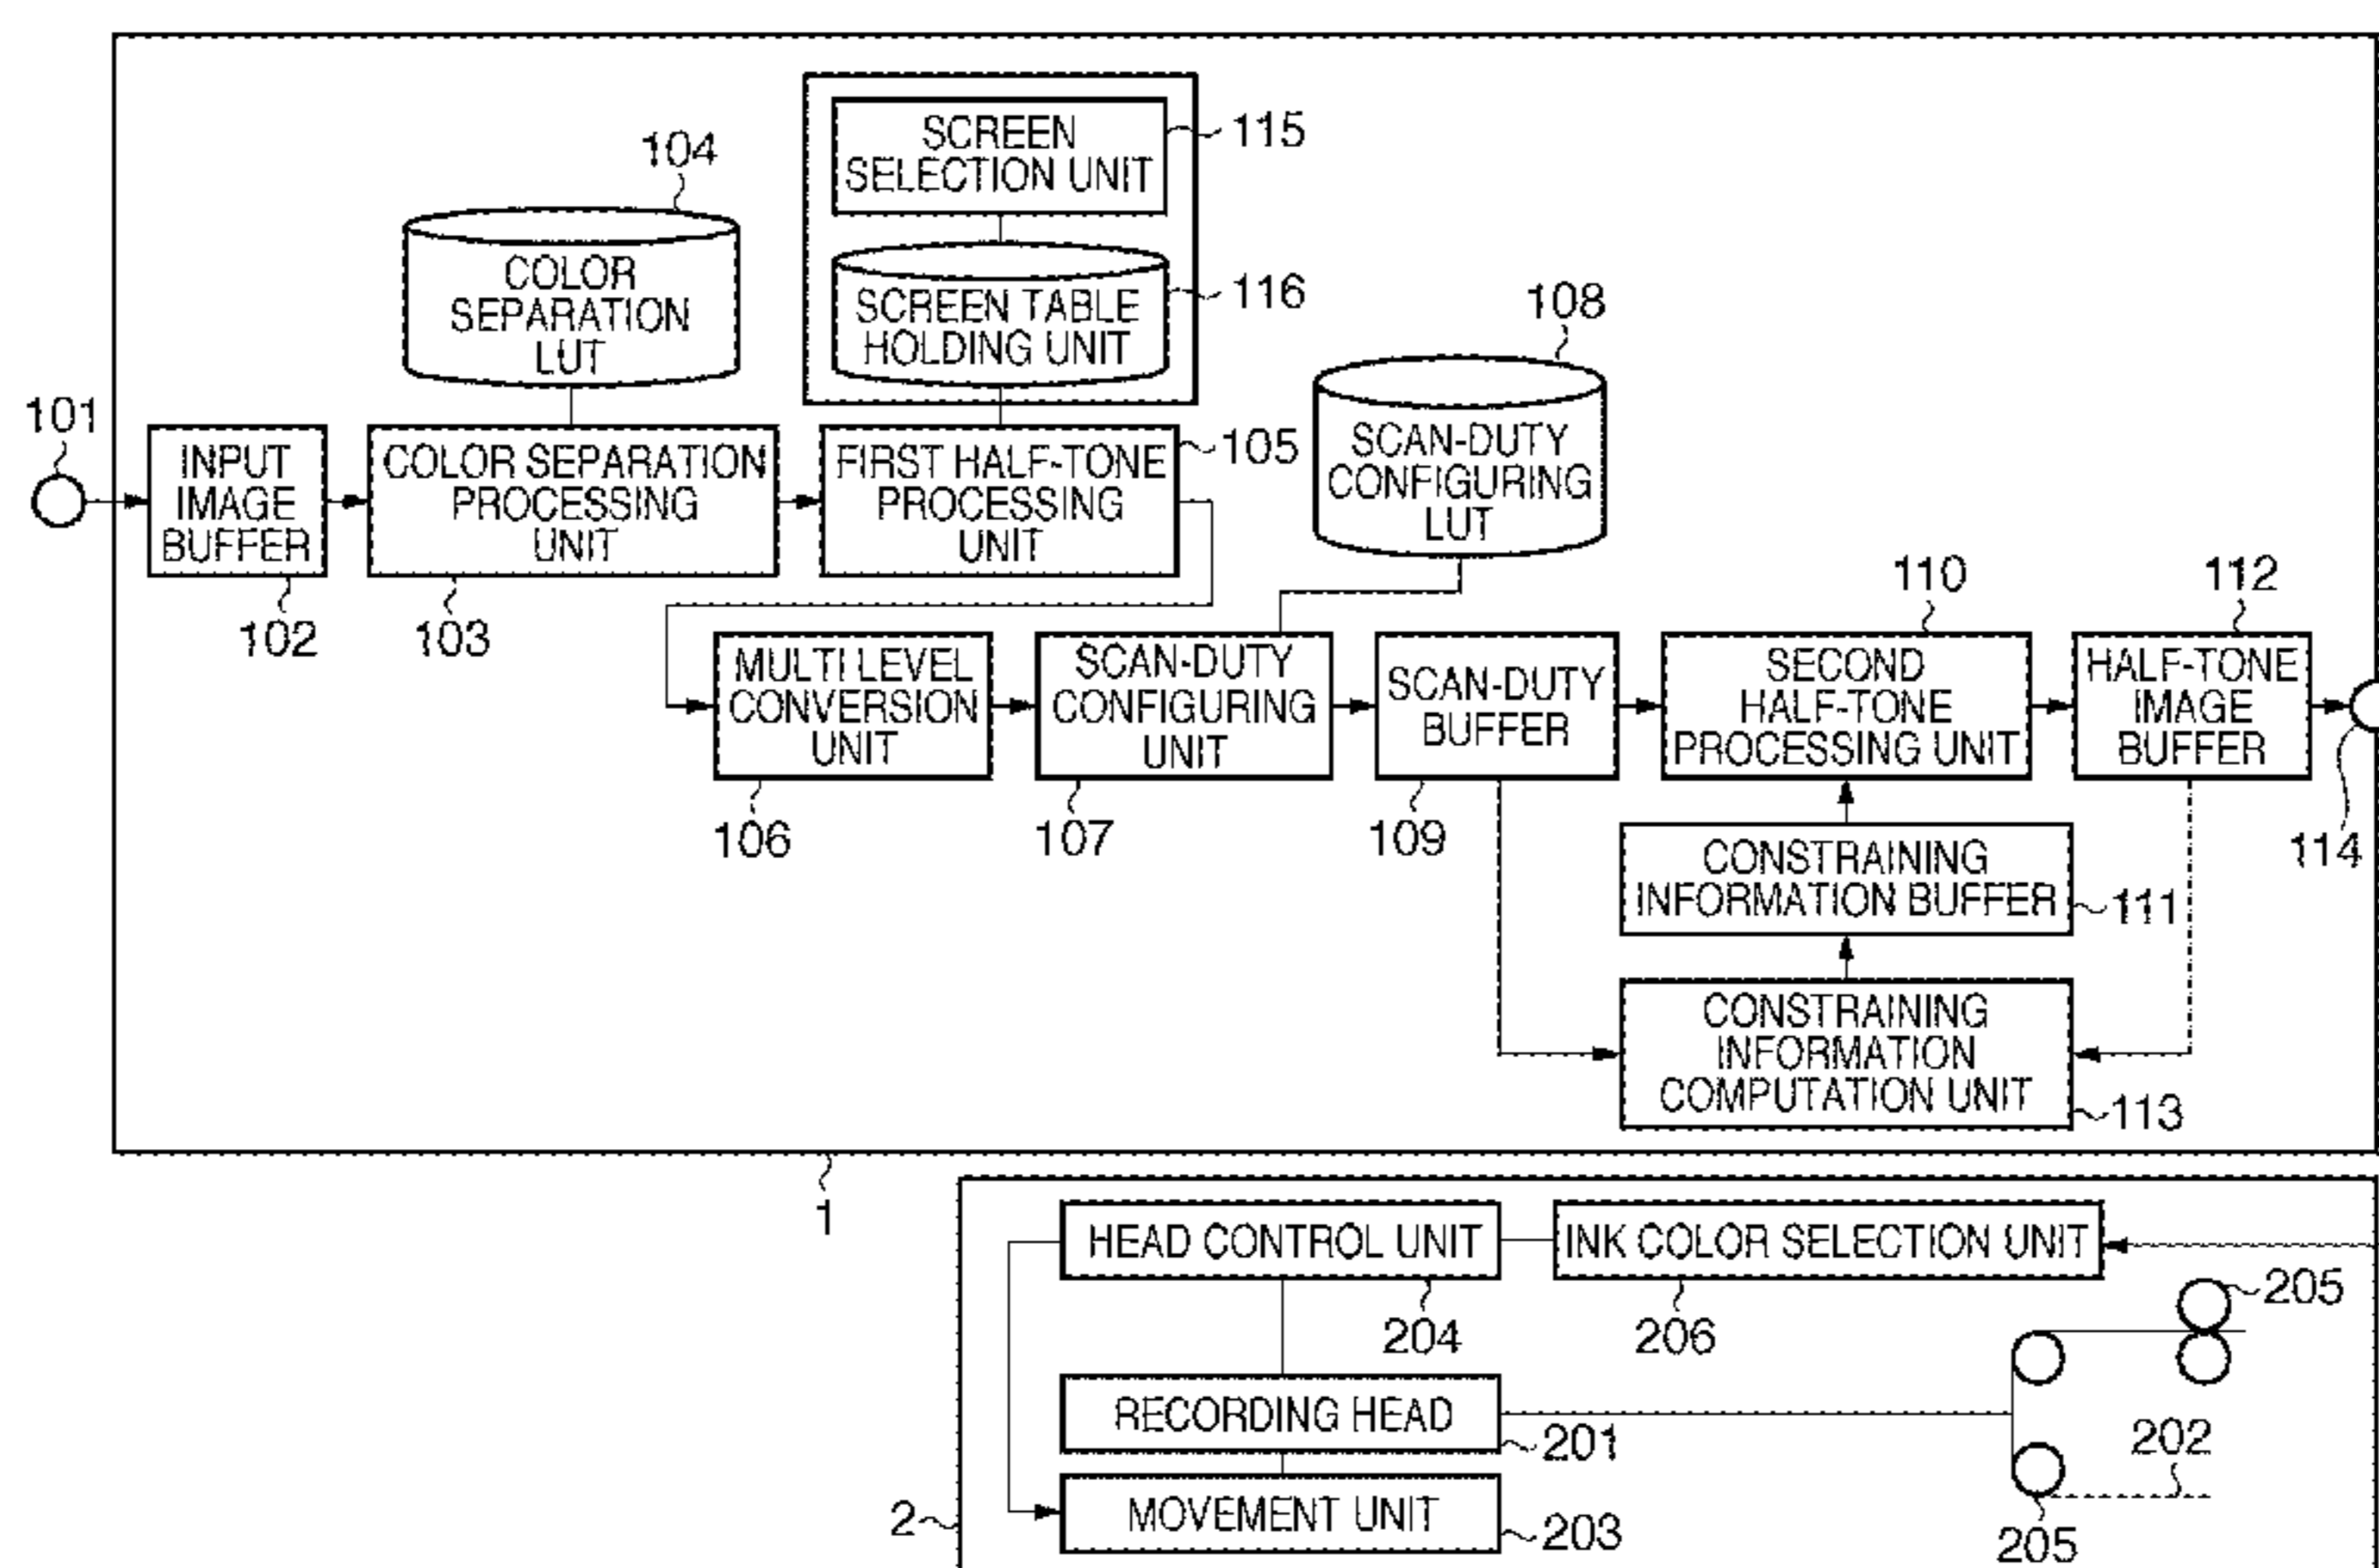 SCREEN
SELECTION UNIT
115
104
COLOR
SEPARATION
LUT
SCREEN TABLE
HOLDING UNIT
116
108
SCAN-DUTY
CONFIGURING
LUT
101
INPUT
IMAGE
BUFFER
102
COLOR SEPARATION
PROCESSING
UNIT
103
FIRST HALF-TONE
PROCESSING
UNIT
105
MULTI LEVEL
CONVERSION
UNIT
106
SCAN-DUTY
CONFIGURING
UNIT
107
SCAN-DUTY
BUFFER
109
110
SECOND
HALF-TONE
PROCESSING UNIT
112
HALF-TONE
IMAGE
BUFFER
114
CONSTRAINING
INFORMATION BUFFER
111
CONSTRAINING
INFORMATION
COMPUTATION UNIT
113
1
HEAD CONTROL UNIT
204
INK COLOR SELECTION UNIT
206
205
RECORDING HEAD
201
202
2
MOVEMENT UNIT
203
205